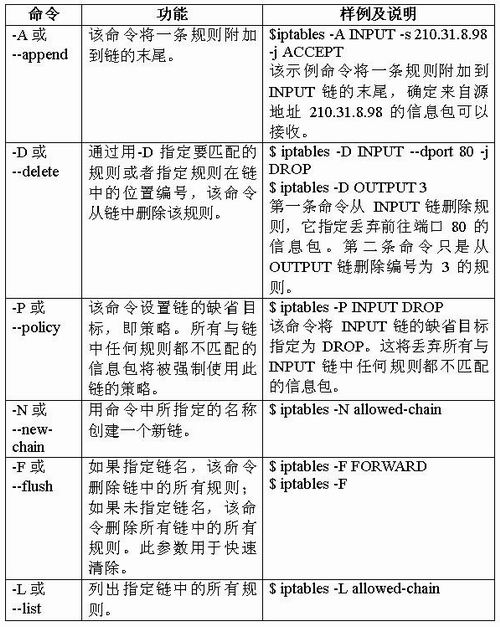 命令 功能 样例及说明
-A 或 该命令将一条规则附加 $iptables -A INPUT -s 210.31.8.98
--append 到链的末尾。 -j ACCEPT
该示例命令将一条规则附加到
INPUT 链的末尾，确定来自源
地址 210.31.8.98 的信息包可以
接收。
-D 或 通过用-D 指定要匹配的 $ iptables -D INPUT --dport 80 -j
--delete 规则或者指定规则在链 DROP
中的位置编号，该命令 $ iptables -D OUTPUT 3
从链中删除该规则。 第一条命令从 INPUT 链删除规
则，它指定丢弃前往端口 80 的
信息包。第二条命令只是从
OUTPUT 链删除编号为 3 的规
则。
-P 或 该命令设置链的缺省目 $ iptables -P INPUT DROP
--policy 标，即策略。所有与链 该命令将 INPUT 链的缺省目标
中任何规则都不匹配的 指定为 DROP。这将丢弃所有与
信息包将被强制使用此 INPUT 链中任何规则都不匹配
链的策略。 的信息包。
-N 或 用命令中所指定的名称 $ iptables -N allowed-chain
--new- 创建一个新链。
chain
-F 或 如果指定链名，该命令 $ iptables -F FORWARD
--flush 删除链中的所有规则； $ iptables -F
如果未指定链名，该命
令删除所有链中的所有
规则。此参数用于快速
清除。
-L 或 列出指定链中的所有规 $ iptables -L allowed-chain
--list 则。